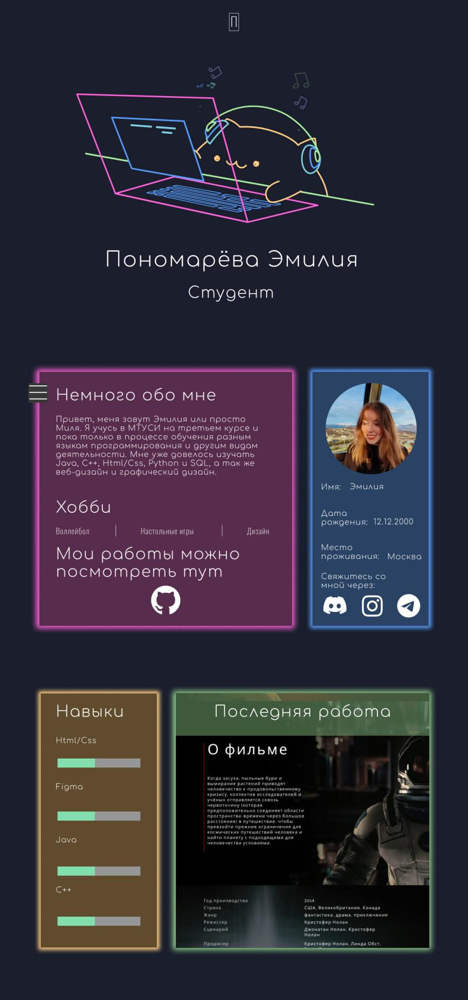 П
Пономарёва Эмилия
Студент
Немного обо мне
Привет, меня зовут Эмилия или просто
Миля. Я учусь в МТУСИ на третьем курсе и
пока только в процессе обучения разным
языкам программирования и другим видам
деятельности. Мне уже довелось изучать
Java, C++, Html/Css, Python и SQL, а так же
веб-дизайн и графический дизайн.
Хобби
Воллейбол
Настольные игры
Дизайн
Мои работы можно
посмотреть тут
Имя: Эмилия
Дата
рождения: 12.12.2000
Место
проживания: Москва
Свяжитесь со
мной через:
Навыки
Html/Css
Figma
Java
C++
Последняя работа
О фильме
Когда засуха, пыльные бури и
вымирание растений приводят
человечество к продовольственному
кризису, коллектив исследователей и
учёных отправляется сквозь
червоточину (которая
предположительно соединяет области
пространства-времени через большое
расстояние) в путешествие, чтобы
превзойти прежние ограничения для
космических путешествий человека и
найти планету с подходящими для
человечества условиями.
Год производства 2014
Страна США, Великобритания, Канада
Жанр фантастика, драма, приключения
Режиссер Кристофер Нолан
Сценарий Джонатан Нолан, Кристофер
Нолан
Продюсер Кристофер Нолан, Линда Обст,